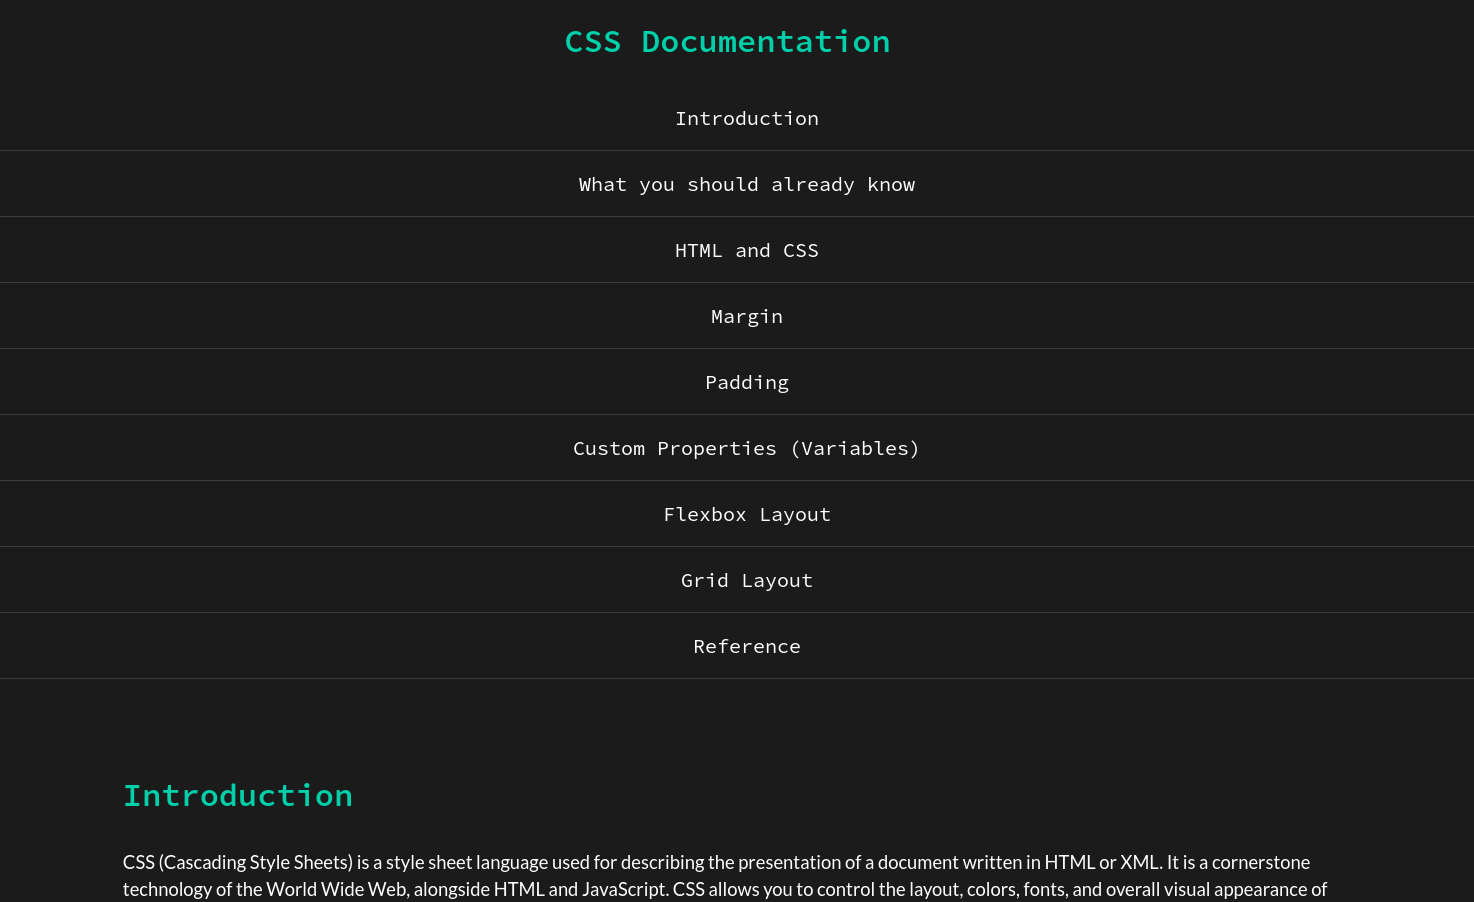 CSS Documentation
Introduction
What you should already know
HTML and CSS
Margin
Padding
Custom Properties (Variables)
Flexbox Layout
Grid Layout
Reference
Introduction
CSS (Cascading Style Sheets) is a style sheet language used for describing the presentation of a document written in HTML or XML. It is a cornerstone
technology of the World Wide Web, alongside HTML and JavaScript. CSS allows you to control the layout, colors, fonts, and overall visual appearance of